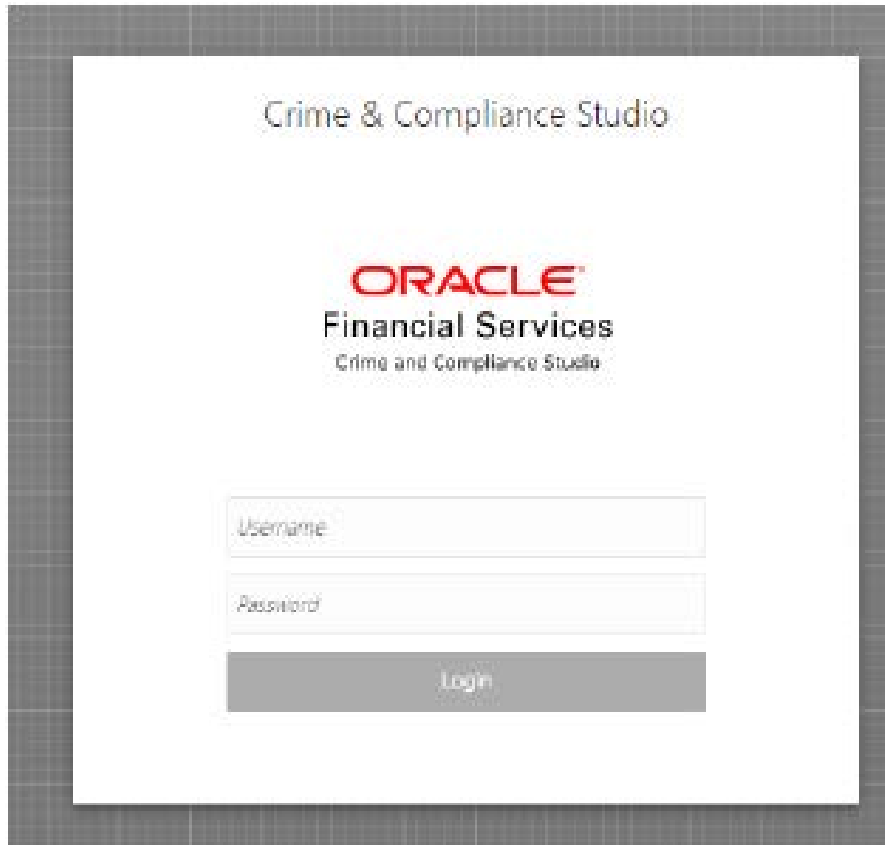 Crime & Compliance Studio
ORACLE
Financial Services
Crime and Compliance Studio
Username
Password
Login